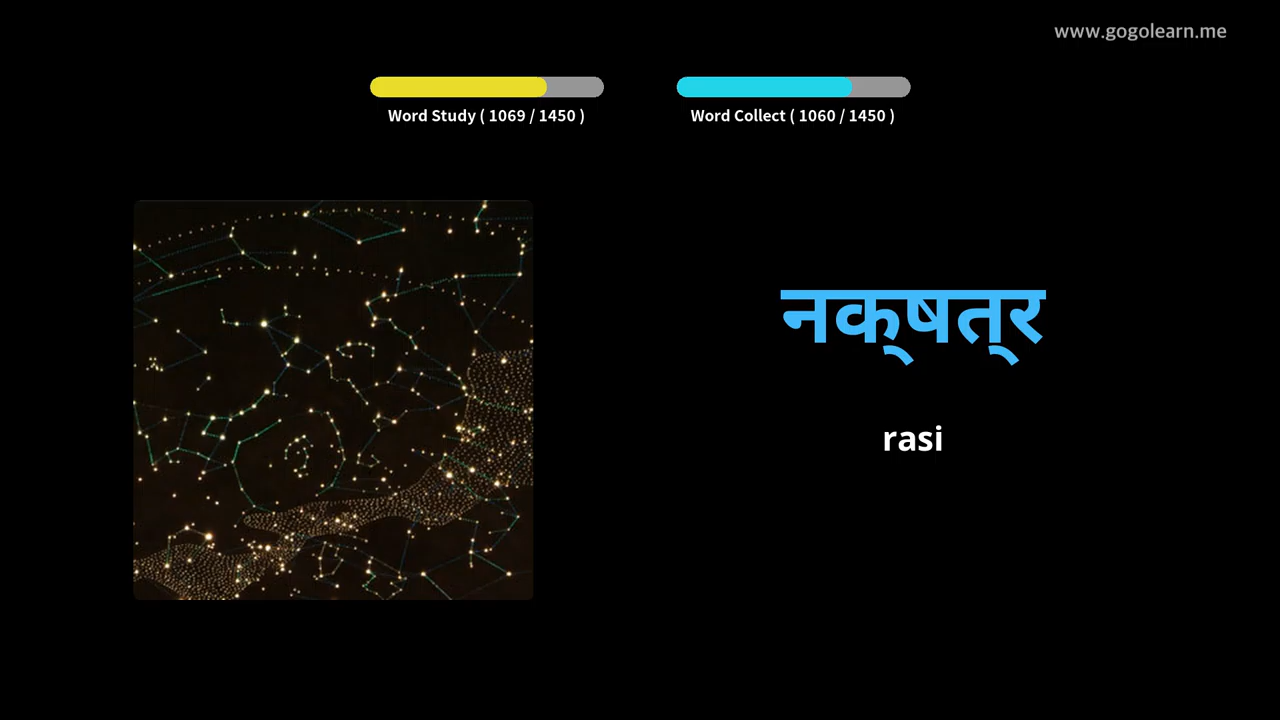 www.gogolearn.me
Word Study ( 1069 / 1450 )
Word Collect ( 1060 / 1450 )
नक्‌षत्‌र
rasi